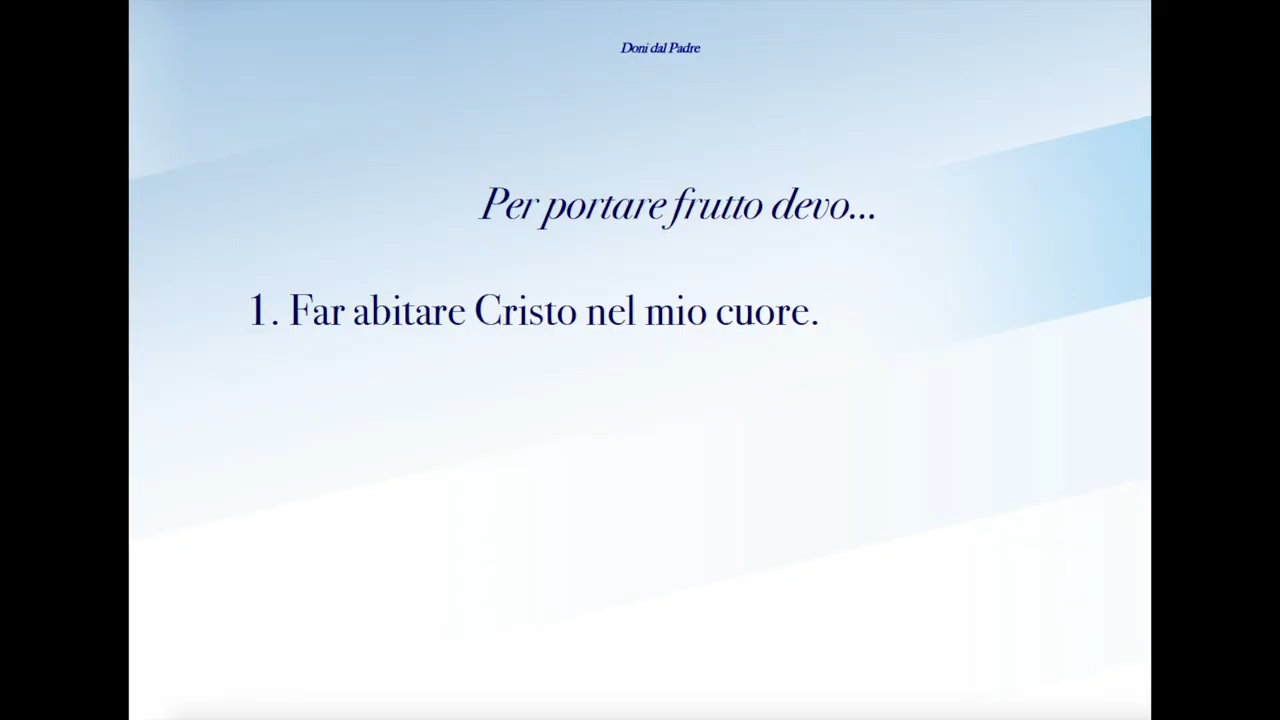 Doni dal Padre
Per portare frutto devo...
1. Far abitare Cristo nel mio cuore.